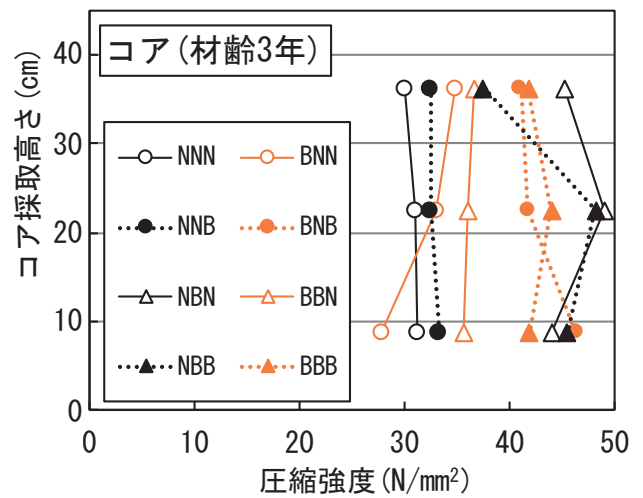 コア(材齢3年)
コア採取高さ(cm)
40
30
20
10
0
NNN BNN
NNB BNB
NBN BBN
NBB BBB
0 10 20 30 40 50
圧縮強度(N/mm²)